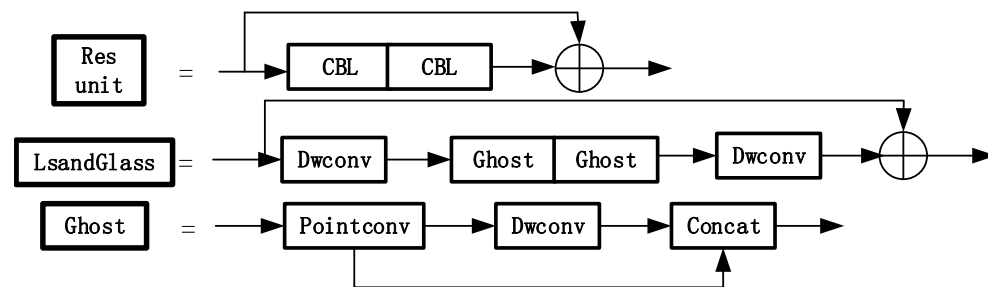 Res
unit
=
CBL CBL
LsandGlass
=
Dwconv Ghost Ghost Dwconv
Ghost
=
Pointconv Dwconv Concat